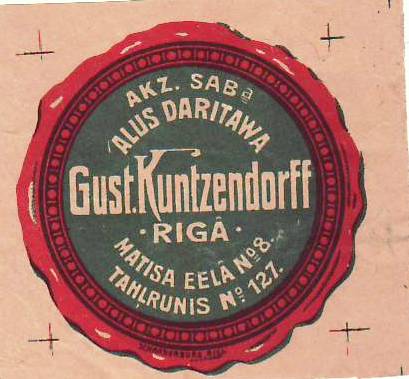 AKZ. SABA
ALUS DARITAWA
Gust. Kuntzendorff
· RIGÂ ·
MATISA EELÂ No 8.
TAHLRUNIS No 127.